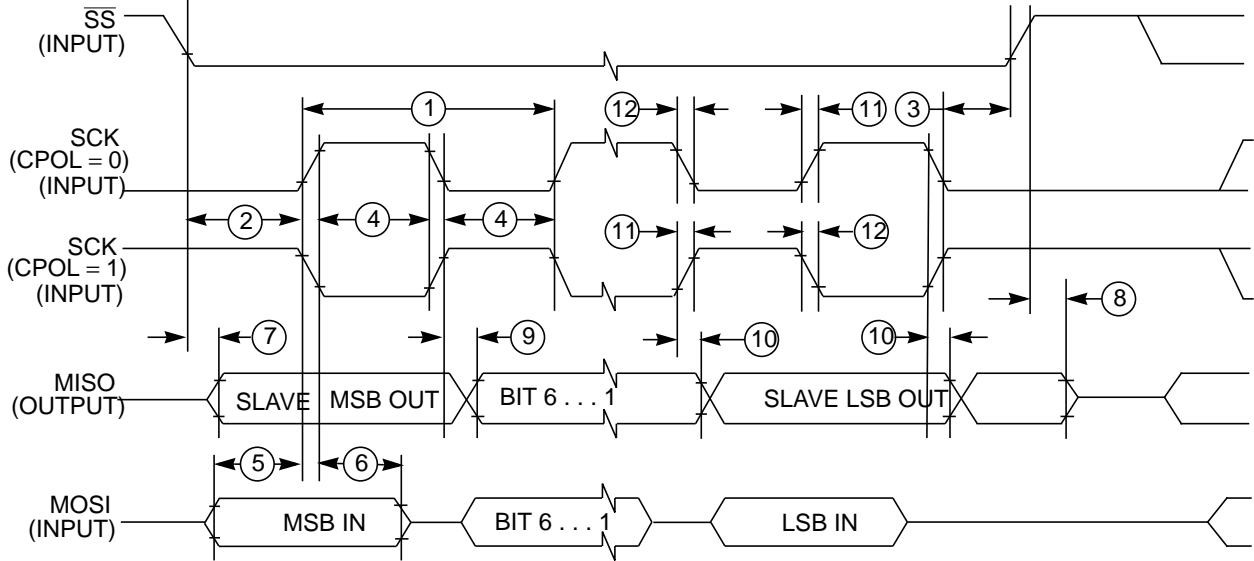 SS
(INPUT)
1
12
11
3
SCK
(CPOL = 0)
(INPUT)
2
4
4
11
12
SCK
(CPOL = 1)
(INPUT)
8
7
9
10
10
MISO
(OUTPUT)
SLAVE MSB OUT
BIT 6 . . . 1
SLAVE LSB OUT
5
6
MOSI
(INPUT)
MSB IN
BIT 6 . . . 1
LSB IN